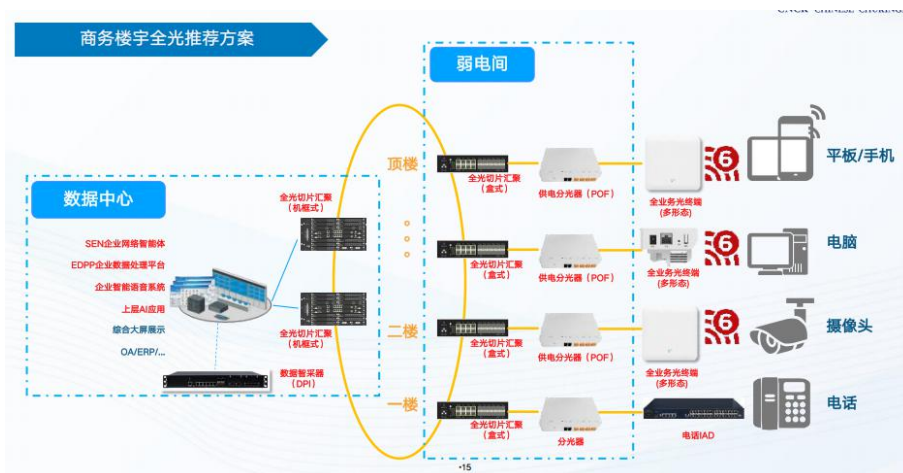 商务楼宇全光推荐方案
弱电间
数据中心
顶楼
二楼
一楼
全光切片汇聚
（机框式）
全光切片汇聚
（机框式）
SEN企业网络智能体
EDPP企业数据处理平台
企业智能语音系统
上层AI应用
综合大屏展示
OA/ERP/...
数据智采器
（DPI）
全光切片汇聚
（盒式）
供电分光器（POF）
全业务光终端
(多形态)
6
平板/手机
全光切片汇聚
（盒式）
供电分光器（POF）
全业务光终端
(多形态)
6
电脑
全光切片汇聚
（盒式）
供电分光器（POF）
全业务光终端
(多形态)
6
摄像头
全光切片汇聚
（盒式）
分光器
电话IAD
电话
•15